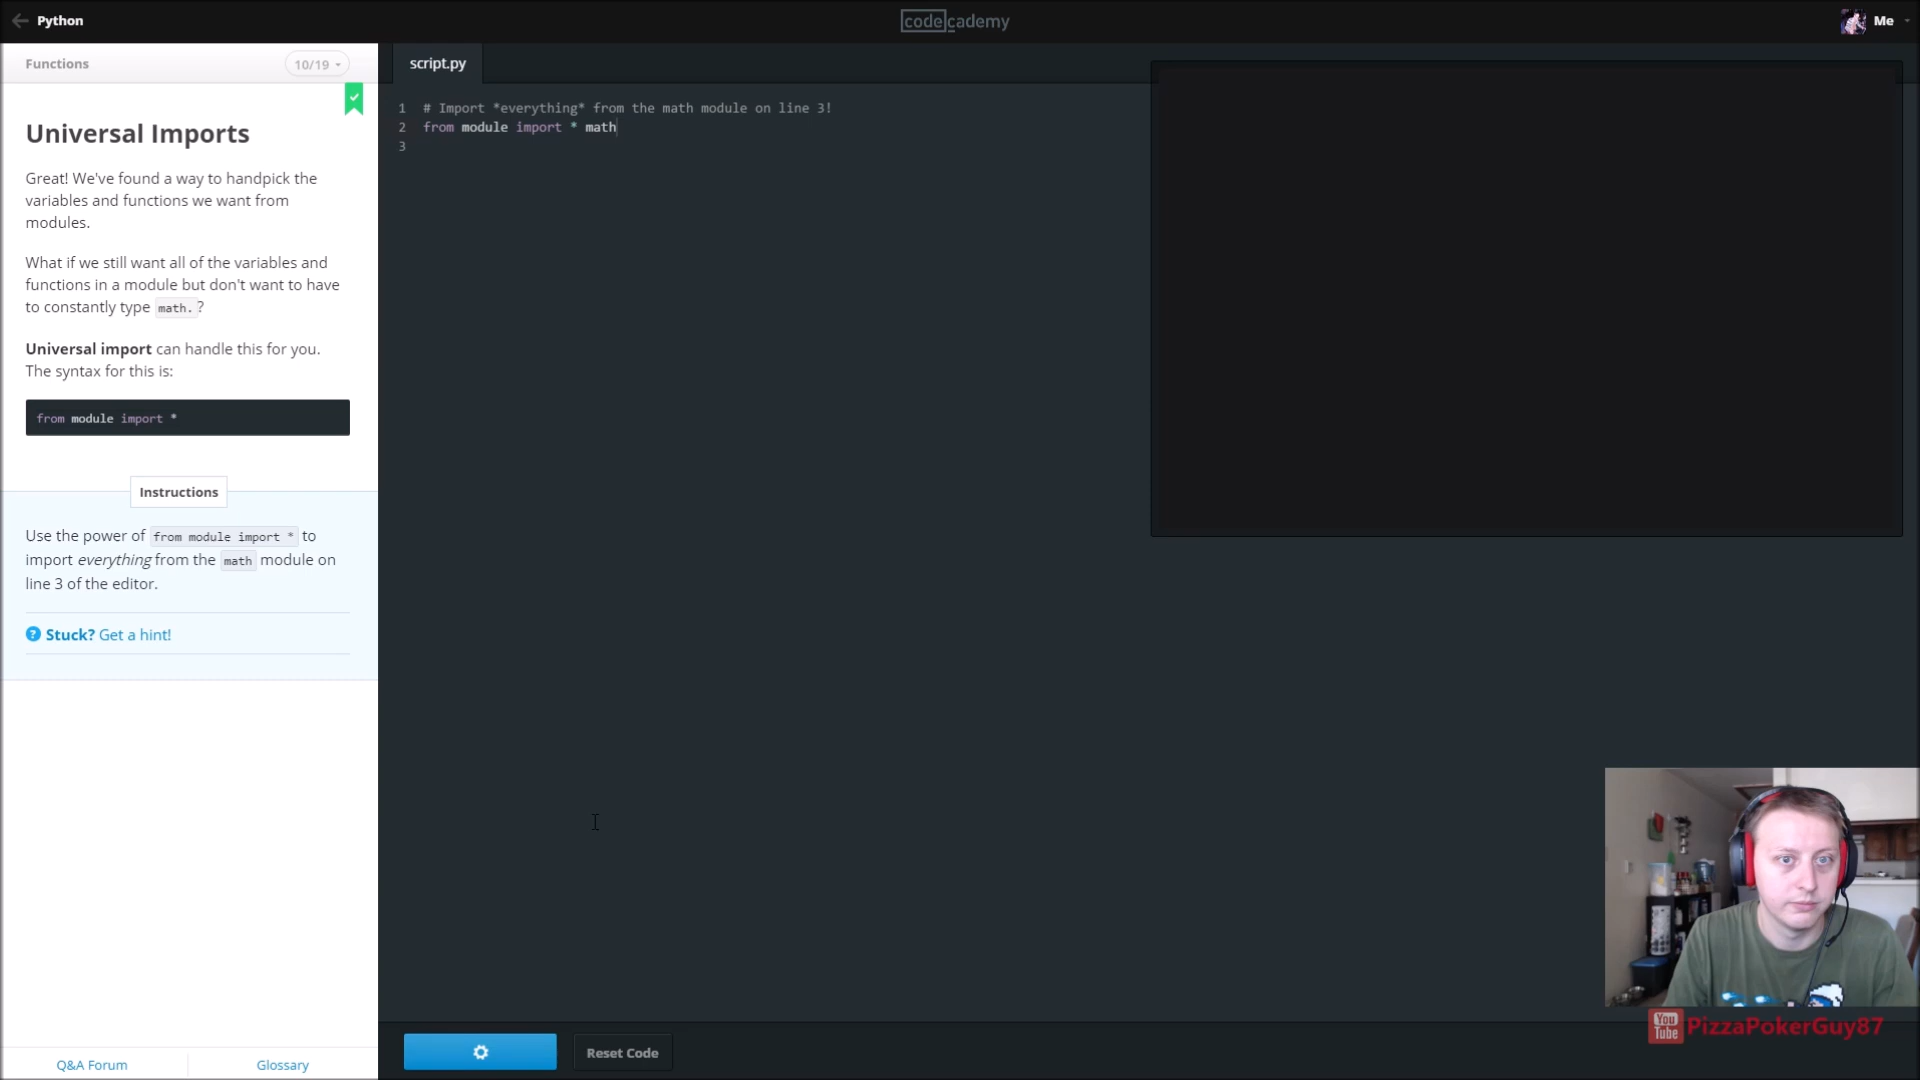 Python
codecademy
Me
Functions
10/19
script.py
Universal Imports
Great! We've found a way to handpick the
variables and functions we want from
modules.
What if we still want all of the variables and
functions in a module but don't want to have
to constantly type math. ?
Universal import can handle this for you.
The syntax for this is:
from module import *
Instructions
Use the power of from module import * to
import everything from the math module on
line 3 of the editor.
? Stuck? Get a hint!
Q&A Forum
Glossary
1 # Import *everything* from the math module on line 3!
2 from module import * math
3
Reset Code
You Tube PizzaPokerGuy87